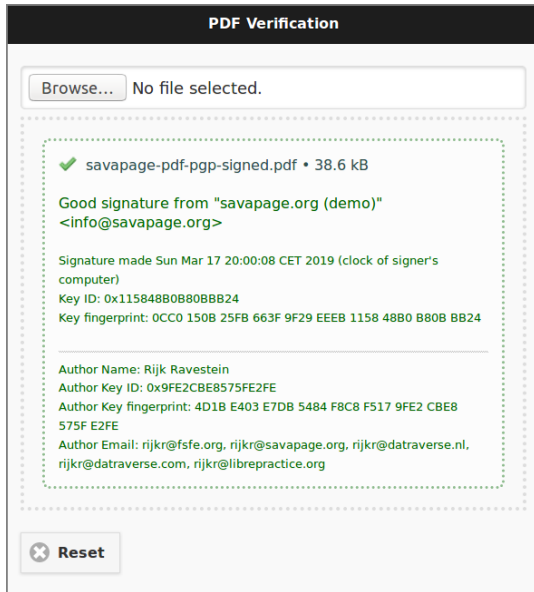 PDF Verification
Browse... No file selected.
savapage-pdf-pgp-signed.pdf • 38.6 kB
Good signature from "savapage.org (demo)"
<info@savapage.org>
Signature made Sun Mar 17 20:00:08 CET 2019 (clock of signer's
computer)
Key ID: 0x115848B0B80BBB24
Key fingerprint: 0CC0 150B 25FB 663F 9F29 EEEB 1158 48B0 B80B BB24
Author Name: Rijk Ravestein
Author Key ID: 0x9FE2CBE8575FE2FE
Author Key fingerprint: 4D1B E403 E7DB 5484 F8C8 F517 9FE2 CBE8
575F E2FE
Author Email: rijkr@fsfe.org, rijkr@savapage.org, rijkr@datraverse.nl,
rijkr@datraverse.com, rijkr@librepractice.org
Reset